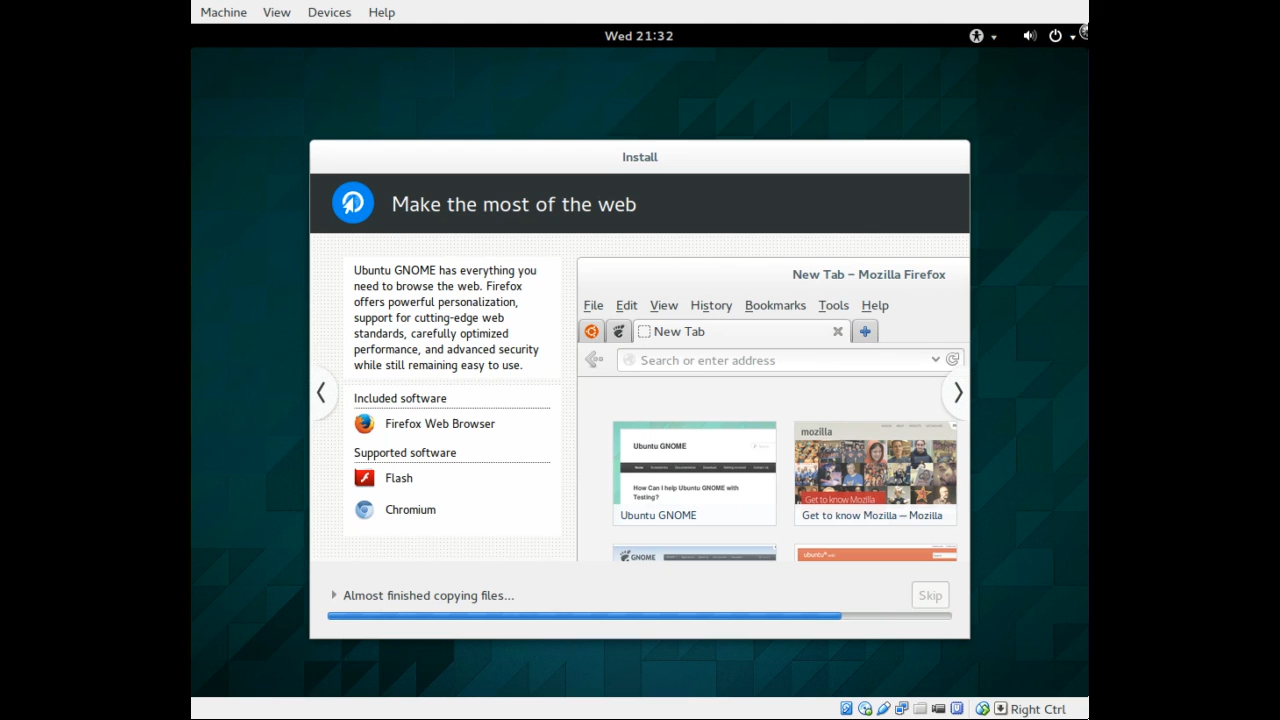 Machine View Devices Help
Wed 21:32
Install
Make the most of the web
Ubuntu GNOME has everything you
need to browse the web. Firefox
offers powerful personalization,
support for cutting-edge web
standards, carefully optimized
performance, and advanced security
while still remaining easy to use.
Included software
Firefox Web Browser
Supported software
Flash
Chromium
New Tab – Mozilla Firefox
File Edit View History Bookmarks Tools Help
New Tab
Search or enter address
Ubuntu GNOME
How Can I help Ubuntu GNOME with
Testing?
Ubuntu GNOME
mozilla
Get to know Mozilla
Get to know Mozilla — Mozilla
GNOME
ubuntu
Almost finished copying files...
Skip
Right Ctrl